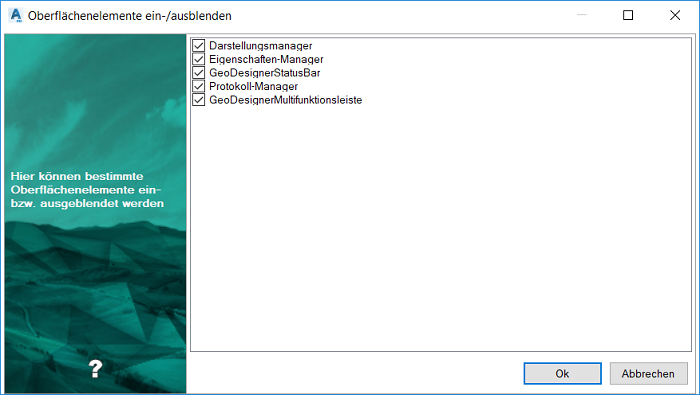 Oberflächenelemente ein-/ausblenden
Hier können bestimmte
Oberflächenelemente ein-
bzw. ausgeblendet werden
?
Darstellungsmanager
Eigenschaften-Manager
GeoDesignerStatusBar
Protokoll-Manager
GeoDesignerMultifunktionsleiste
Ok
Abbrechen